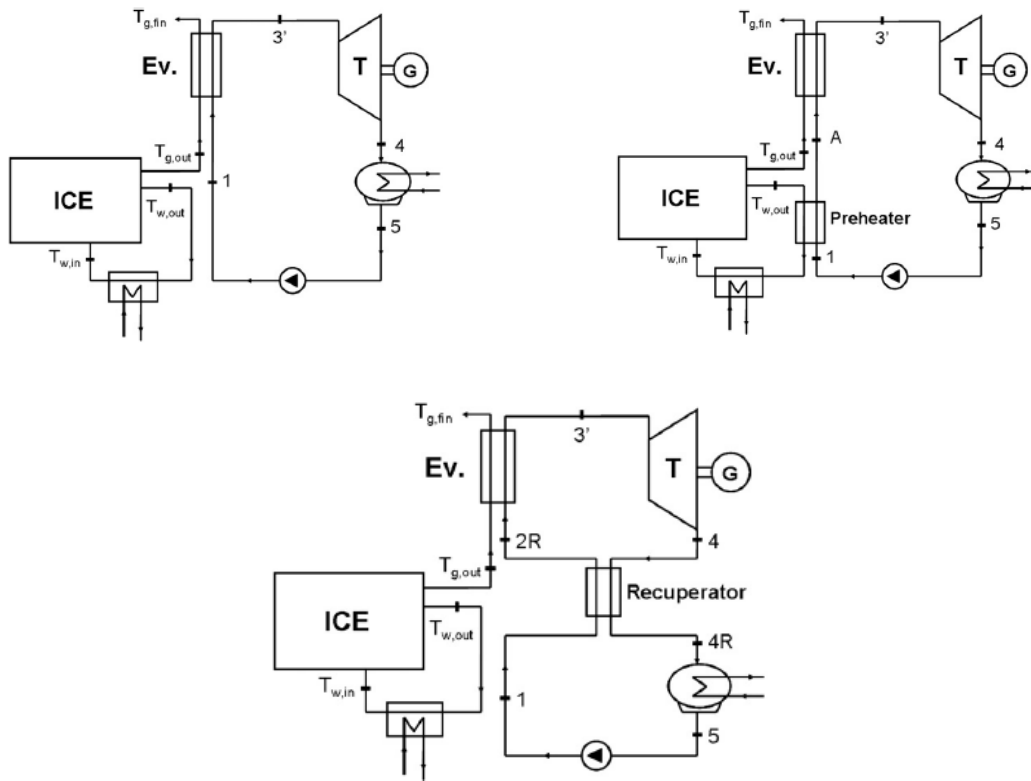 T_g,fin
3'
Ev.
T
G
T_g,out
4
ICE
1
T_w,out
5
T_w,in
T_g,fin
3'
Ev.
T
G
A
T_g,out
4
ICE
T_w,out
Preheater
5
T_w,in
1
T_g,fin
3'
Ev.
T
G
2R
4
T_g,out
Recuperator
ICE
T_w,out
4R
T_w,in
1
5